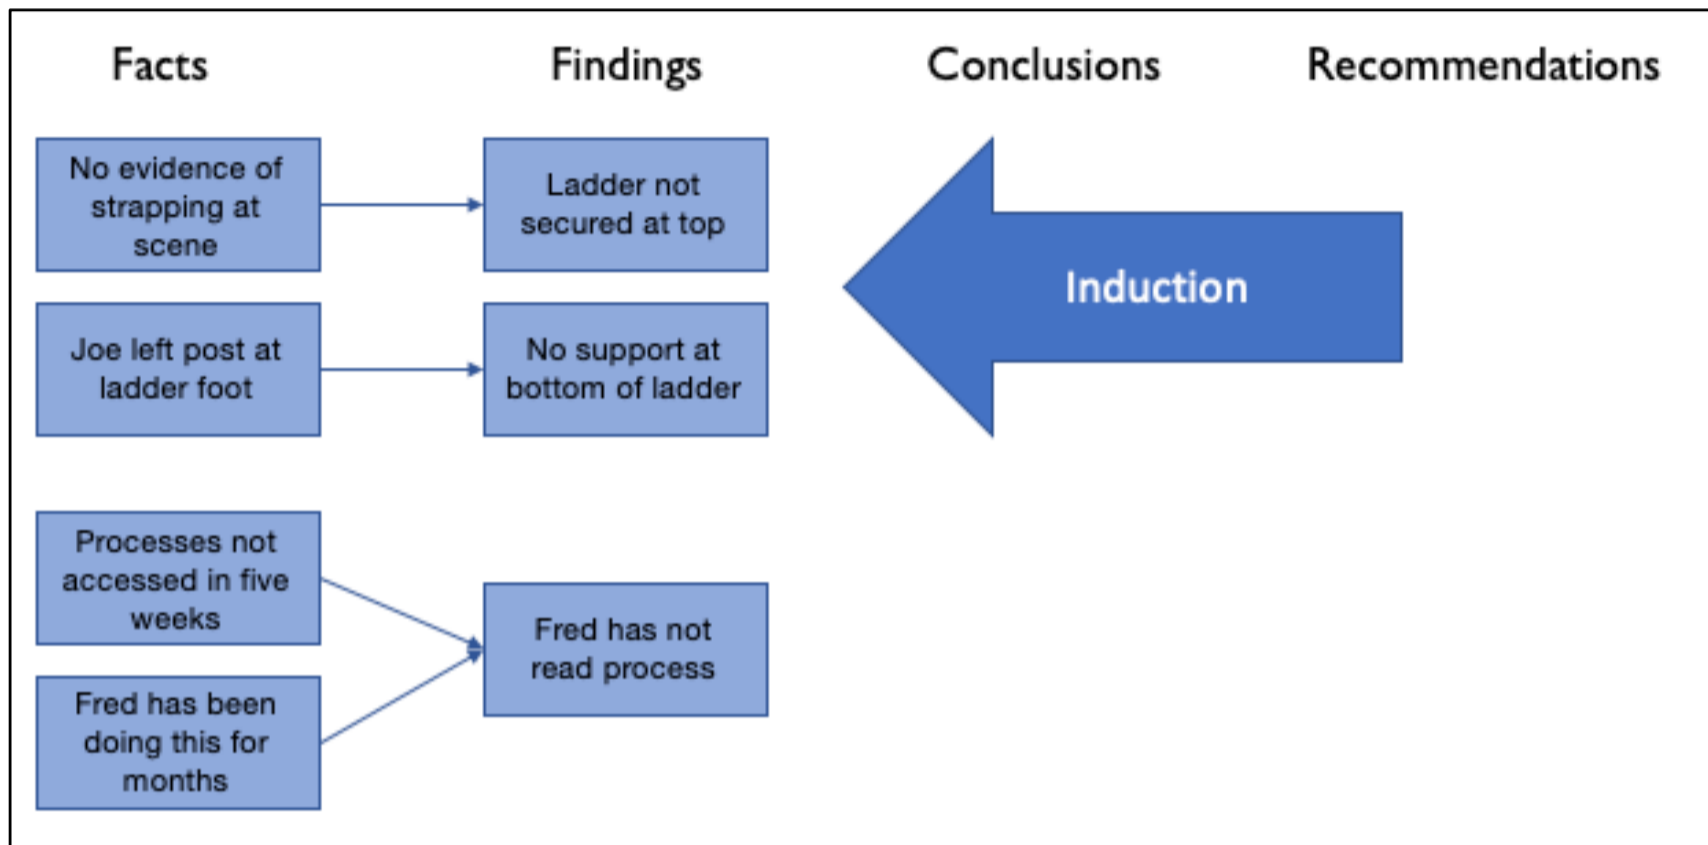 Facts
Findings
Conclusions
Recommendations
No evidence of
strapping at
scene
Ladder not
secured at top
Induction
Joe left post at
ladder foot
No support at
bottom of ladder
Processes not
accessed in five
weeks
Fred has not
read process
Fred has been
doing this for
months